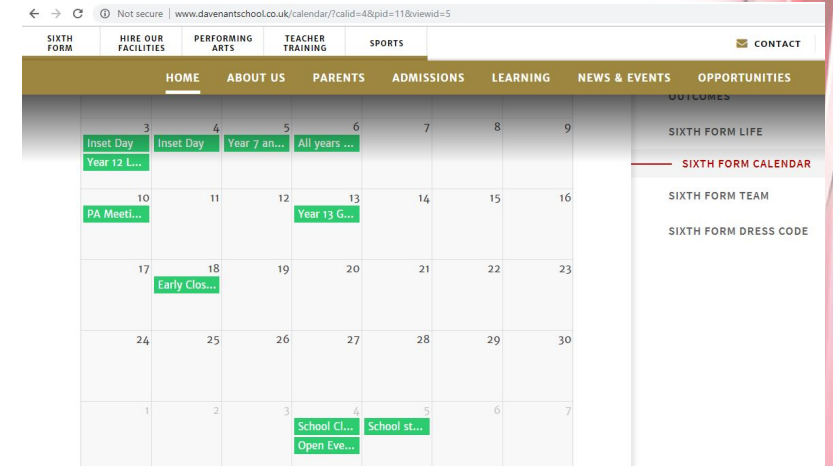 Not secure | www.davenantschool.co.uk/calendar/?calid=4&pid=11&viewid=5
SIXTH FORM
HIRE OUR FACILITIES
PERFORMING ARTS
TEACHER TRAINING
SPORTS
CONTACT
HOME ABOUT US PARENTS ADMISSIONS LEARNING NEWS & EVENTS OPPORTUNITIES
OUTCOMES
SIXTH FORM LIFE
SIXTH FORM CALENDAR
SIXTH FORM TEAM
SIXTH FORM DRESS CODE
3 4 5 6 7 8 9
Inset Day Inset Day Year 7 an... All years ...
Year 12 L...
10 11 12 13 14 15 16
PA Meeti... Year 13 G...
17 18 19 20 21 22 23
Early Clos...
24 25 26 27 28 29 30
1 2 3 4 5 6 7
School Cl... School st...
Open Eve...